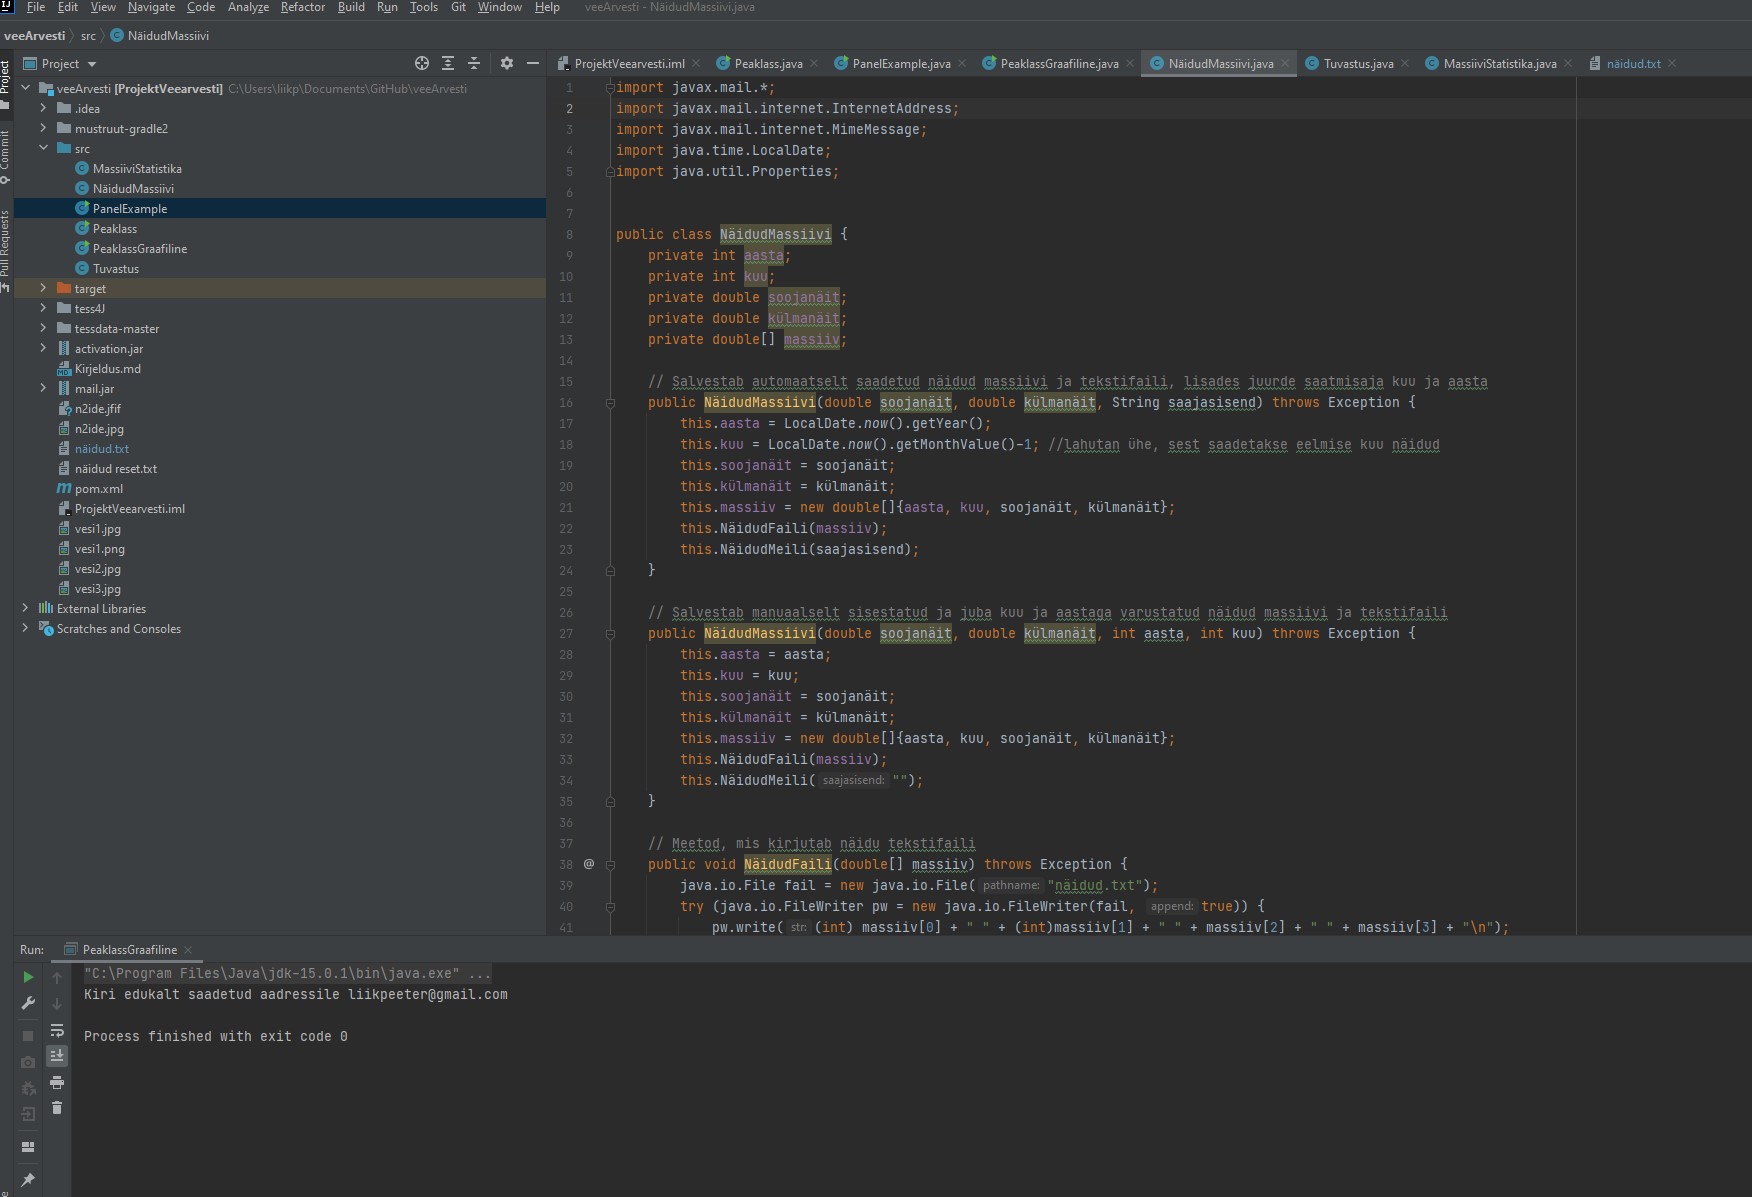 File Edit View Navigate Code Analyze Refactor Build Run Tools Git Window Help veeArvesti - NäidudMassiivi.java
veeArvesti src NäidudMassiivi
Project
Commit
Pull Requests
Project
ProjektVeearvesti.iml Peaklass.java PanelExample.java PeaklassGraafiline.java NäidudMassiivi.java Tuvastus.java MassiiviStatistika.java näidud.txt
veeArvesti [ProjektVeearvesti] C:\Users\liikp\Documents\GitHub\veeArvesti
.idea
mustruut-gradle2
src
MassiiviStatistika
NäidudMassiivi
PanelExample
Peaklass
PeaklassGraafiline
Tuvastus
target
tess4J
tessdata-master
activation.jar
Kirjeldus.md
mail.jar
n2ide.jfif
n2ide.jpg
näidud.txt
näidud reset.txt
pom.xml
ProjektVeearvesti.iml
vesi1.jpg
vesi1.png
vesi2.jpg
vesi3.jpg
External Libraries
Scratches and Consoles
1 import javax.mail.*;
2 import javax.mail.internet.InternetAddress;
3 import javax.mail.internet.MimeMessage;
4 import java.time.LocalDate;
5 import java.util.Properties;
6
7
8 public class NäidudMassiivi {
9 private int aasta;
10 private int kuu;
11 private double soojanäit;
12 private double külmanäit;
13 private double[] massiiv;
14
15 // Salvestab automaatselt saadetud näidud massiivi ja tekstifaili, lisades juurde saatmisaja kuu ja aasta
16 public NäidudMassiivi(double soojanäit, double külmanäit, String saajasisend) throws Exception {
17 this.aasta = LocalDate.now().getYear();
18 this.kuu = LocalDate.now().getMonthValue()-1; //lahutan ühe, sest saadetakse eelmise kuu näidud
19 this.soojanäit = soojanäit;
20 this.külmanäit = külmanäit;
21 this.massiiv = new double[]{aasta, kuu, soojanäit, külmanäit};
22 this.NäidudFaili(massiiv);
23 this.NäidudMeili(saajasisend);
24 }
25
26 // Salvestab manuaalselt sisestatud ja juba kuu ja aastaga varustatud näidud massiivi ja tekstifaili
27 public NäidudMassiivi(double soojanäit, double külmanäit, int aasta, int kuu) throws Exception {
28 this.aasta = aasta;
29 this.kuu = kuu;
30 this.soojanäit = soojanäit;
31 this.külmanäit = külmanäit;
32 this.massiiv = new double[]{aasta, kuu, soojanäit, külmanäit};
33 this.NäidudFaili(massiiv);
34 this.NäidudMeili( saajasisend: "");
35 }
36
37 // Meetod, mis kirjutab näidu tekstifaili
38 @ public void NäidudFaili(double[] massiiv) throws Exception {
39 java.io.File fail = new java.io.File( pathname: "näidud.txt");
40 try (java.io.FileWriter pw = new java.io.FileWriter(fail, append: true)) {
41 pw.write( str: (int) massiiv[0] + " " + (int)massiiv[1] + " " + massiiv[2] + " " + massiiv[3] + "\n");
Run: PeaklassGraafiline
"C:\Program Files\Java\jdk-15.0.1\bin\java.exe" ...
Kiri edukalt saadetud aadressile liikpeeter@gmail.com
Process finished with exit code 0